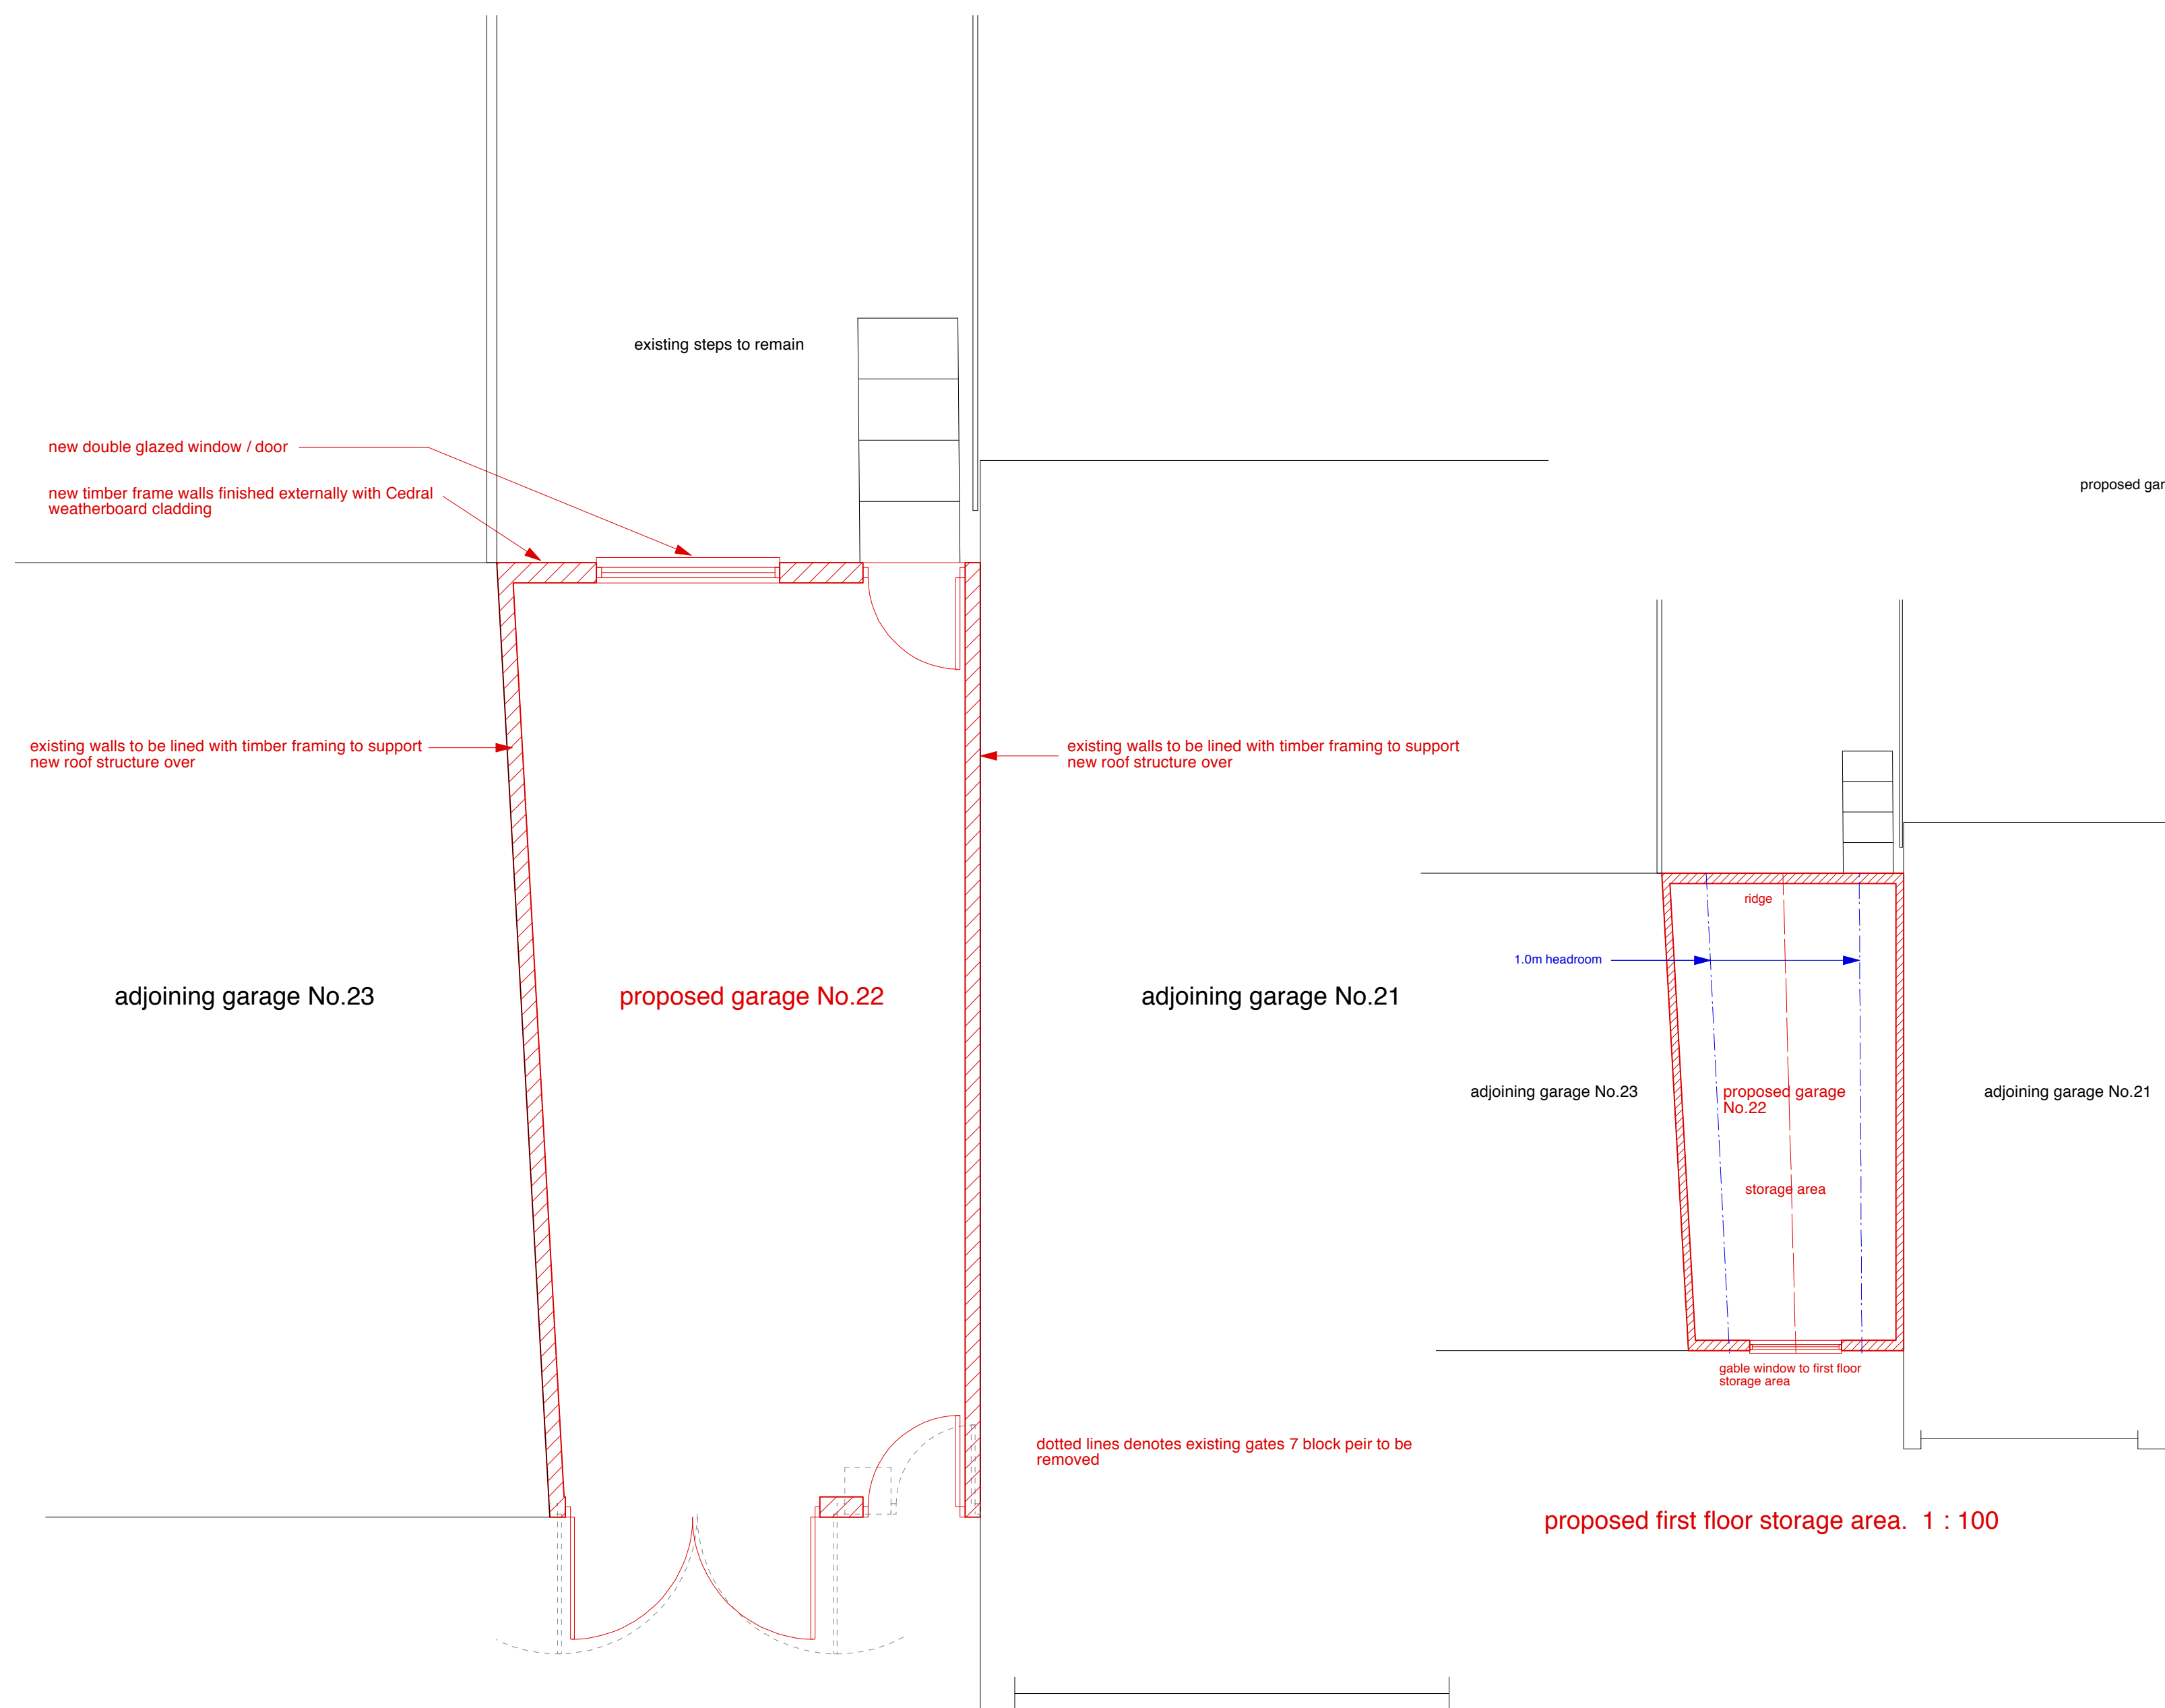 existing steps to remain
new double glazed window / door
new timber frame walls finished externally with Cedral
weatherboard cladding
existing walls to be lined with timber framing to support
new roof structure over
existing walls to be lined with timber framing to support
new roof structure over
adjoining garage No.23
proposed garage No.22
adjoining garage No.21
dotted lines denotes existing gates 7 block peir to be
removed
proposed gar
ridge
1.0m headroom
adjoining garage No.23
proposed garage
No.22
adjoining garage No.21
storage area
gable window to first floor
storage area
proposed first floor storage area. 1 : 100